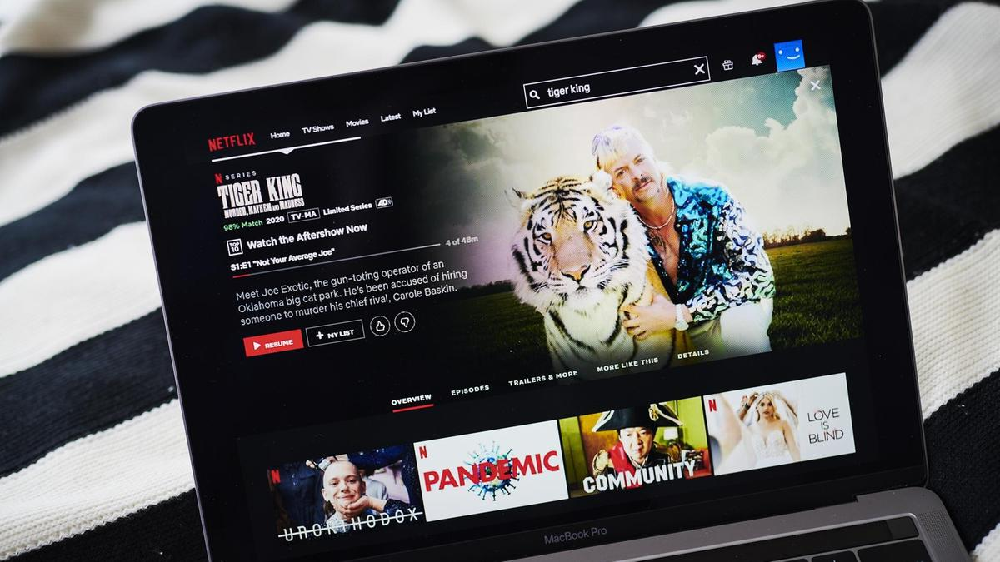 tiger king
9+
NETFLIX Home TV Shows Movies Latest My List
N SERIES
TIGER KING
MURDER, MAYHEM AND MADNESS
98% Match 2020 TV-MA Limited Series AD
TOP 10 Watch the Aftershow Now
S1:E1 "Not Your Average Joe" 4 of 48m
Meet Joe Exotic, the gun-toting operator of an
Oklahoma big cat park. He's been accused of hiring
someone to murder his chief rival, Carole Baskin.
RESUME + MY LIST
OVERVIEW EPISODES TRAILERS & MORE MORE LIKE THIS DETAILS
N
UNORTHODOX
N
PANDEMIC
COMMUNITY
N
LOVE
IS
BLIND
MacBook Pro